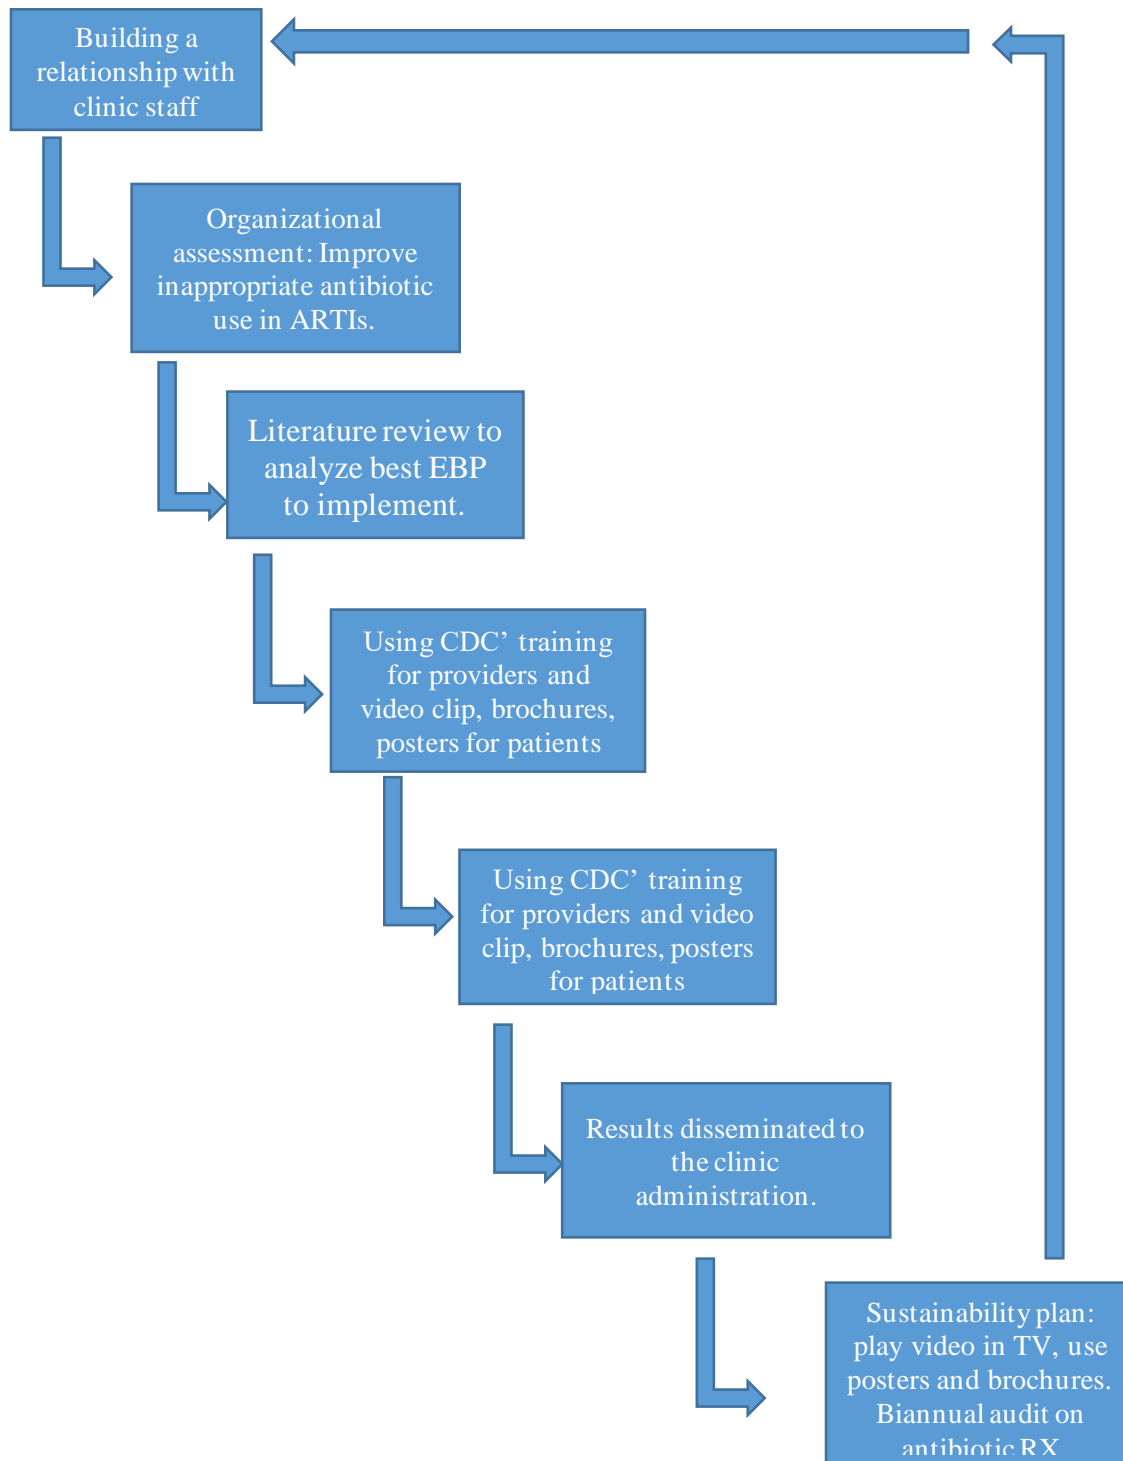 Building a
relationship with
clinic staff
Organizational
assessment: Improve
inappropriate antibiotic
use in ARTIs.
Literature review to
analyze best EBP
to implement.
Using CDC’ training
for providers and
video clip, brochures,
posters for patients
Using CDC’ training
for providers and video
clip, brochures, posters
for patients
Results disseminated to
the clinic
administration.
Sustainability plan:
play video in TV, use
posters and brochures.
Biannual audit on
antibiotic RX